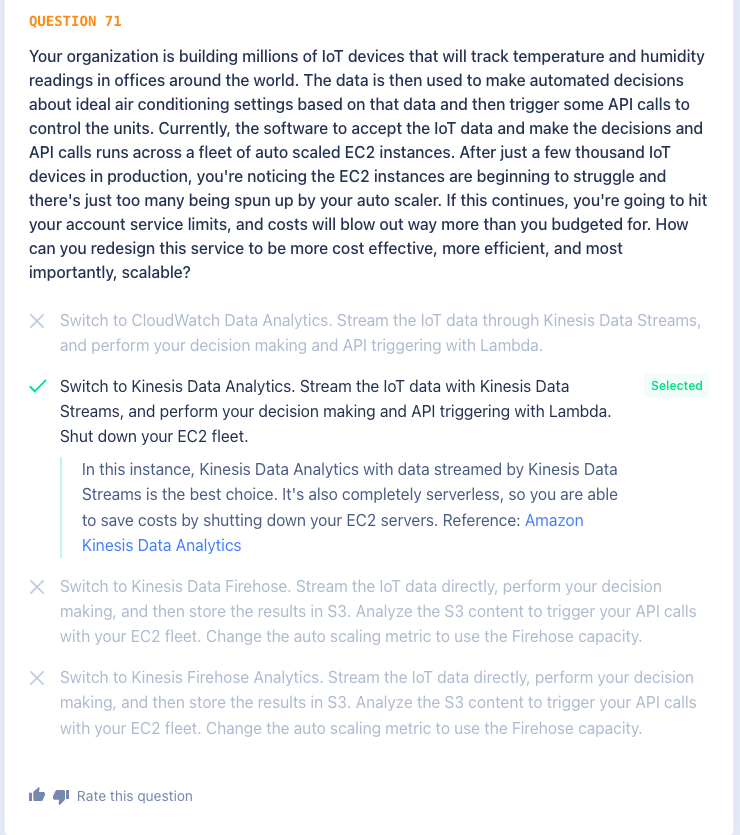 QUESTION 71
Your organization is building millions of IoT devices that will track temperature and humidity
readings in offices around the world. The data is then used to make automated decisions
about ideal air conditioning settings based on that data and then trigger some API calls to
control the units. Currently, the software to accept the IoT data and make the decisions and
API calls runs across a fleet of auto scaled EC2 instances. After just a few thousand IoT
devices in production, you're noticing the EC2 instances are beginning to struggle and
there's just too many being spun up by your auto scaler. If this continues, you're going to hit
your account service limits, and costs will blow out way more than you budgeted for. How
can you redesign this service to be more cost effective, more efficient, and most
importantly, scalable?
Switch to CloudWatch Data Analytics. Stream the IoT data through Kinesis Data Streams,
and perform your decision making and API triggering with Lambda.
Switch to Kinesis Data Analytics. Stream the IoT data with Kinesis Data
Streams, and perform your decision making and API triggering with Lambda.
Shut down your EC2 fleet.
Selected
In this instance, Kinesis Data Analytics with data streamed by Kinesis Data
Streams is the best choice. It's also completely serverless, so you are able
to save costs by shutting down your EC2 servers. Reference: Amazon
Kinesis Data Analytics
Switch to Kinesis Data Firehose. Stream the IoT data directly, perform your decision
making, and then store the results in S3. Analyze the S3 content to trigger your API calls
with your EC2 fleet. Change the auto scaling metric to use the Firehose capacity.
Switch to Kinesis Firehose Analytics. Stream the IoT data directly, perform your decision
making, and then store the results in S3. Analyze the S3 content to trigger your API calls
with your EC2 fleet. Change the auto scaling metric to use the Firehose capacity.
Rate this question